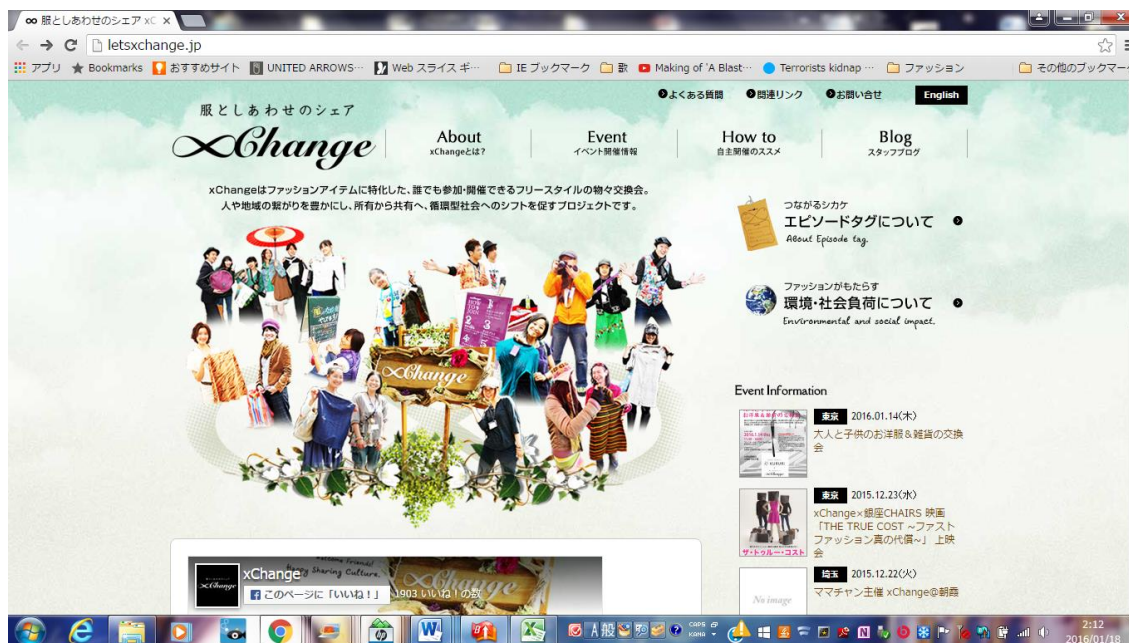 服としあわせのシェア xC
letsxchange.jp
アプリ Bookmarks おすすめサイト UNITED ARROWS… Web スライス ギ… IE ブックマーク 歌 Making of 'A Blast… Terrorists kidnap … ファッション その他のブックマーク
よくある質問 関連リンク お問い合せ English
服としあわせのシェア
xChange
About
xChangeとは?
Event
イベント開催情報
How to
自主開催のススメ
Blog
スタッフブログ
xChangeはファッションアイテムに特化した、誰でも参加・開催できるフリースタイルの物々交換会。
人や地域の繋がりを豊かにし、所有から共有へ、循環型社会へのシフトを促すプロジェクトです。
xChange
つながるシカケ
エピソードタグについて
About Episode tag.
ファッションがもたらす
環境・社会負荷について
Environmental and social impact.
Event Information
東京 2016.01.14(木)
大人と子供のお洋服&雑貨の交換
会
東京 2015.12.23(水)
xChange×銀座CHAIRS 映画
「THE TRUE COST ~ファスト
ファッション真の代償~」 上映
会
ザ・トゥルー・コスト
埼玉 2015.12.22(火)
ママチャン主催 xChange@朝霞
No image
Happy Sharing Culture.
xChange
xChange
このページに「いいね!」
1903 いいね!の数
A 般
CAPS
KANA
2:12
2016/01/18